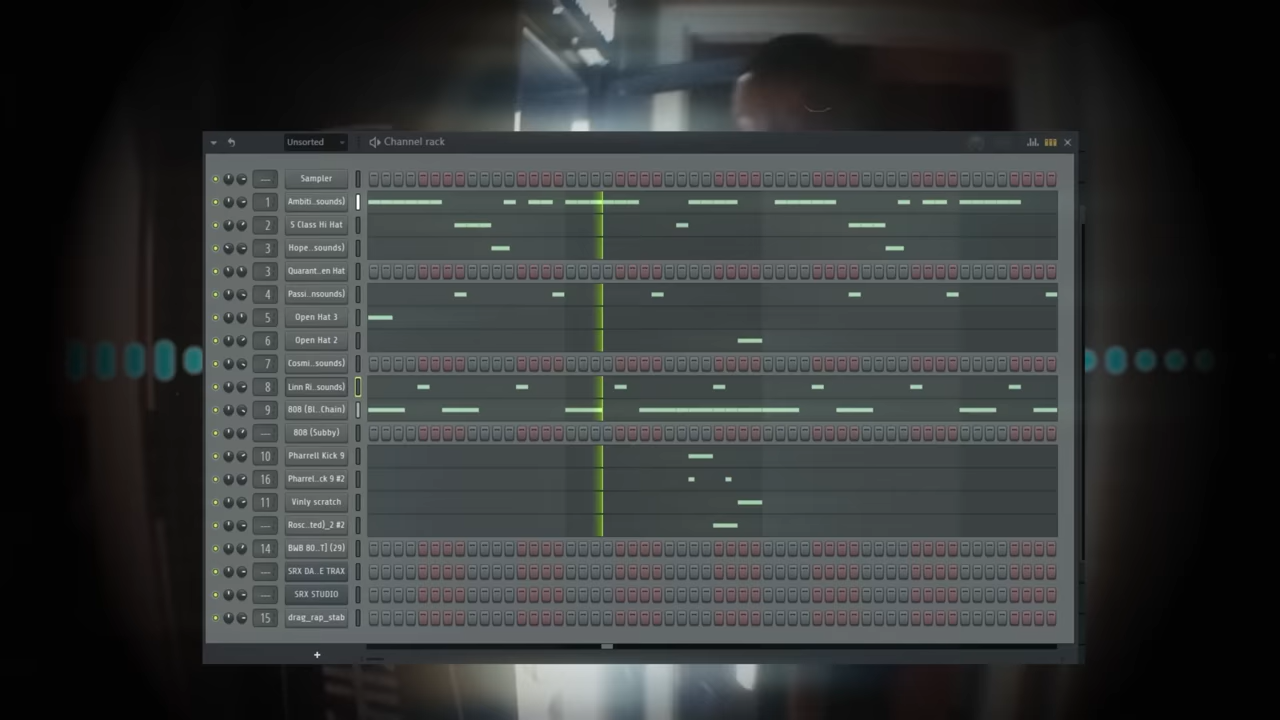 Unsorted Channel rack
--- Sampler
1 Ambiti..sounds)
2 S Class Hi Hat
3 Hope..sounds)
3 Quarant..en Hat
4 Passi..nsounds)
5 Open Hat 3
6 Open Hat 2
7 Cosmi..sounds)
8 Linn Ri..sounds)
9 808 (Bl..Chain)
--- 808 (Subby)
10 Pharrell Kick 9
16 Pharrel..ck 9 #2
11 Vinly scratch
--- Rosc..ted)_2 #2
14 BWB 80..T] (29)
--- SRX DA..E TRAX
--- SRX STUDIO
15 drag_rap_stab
+